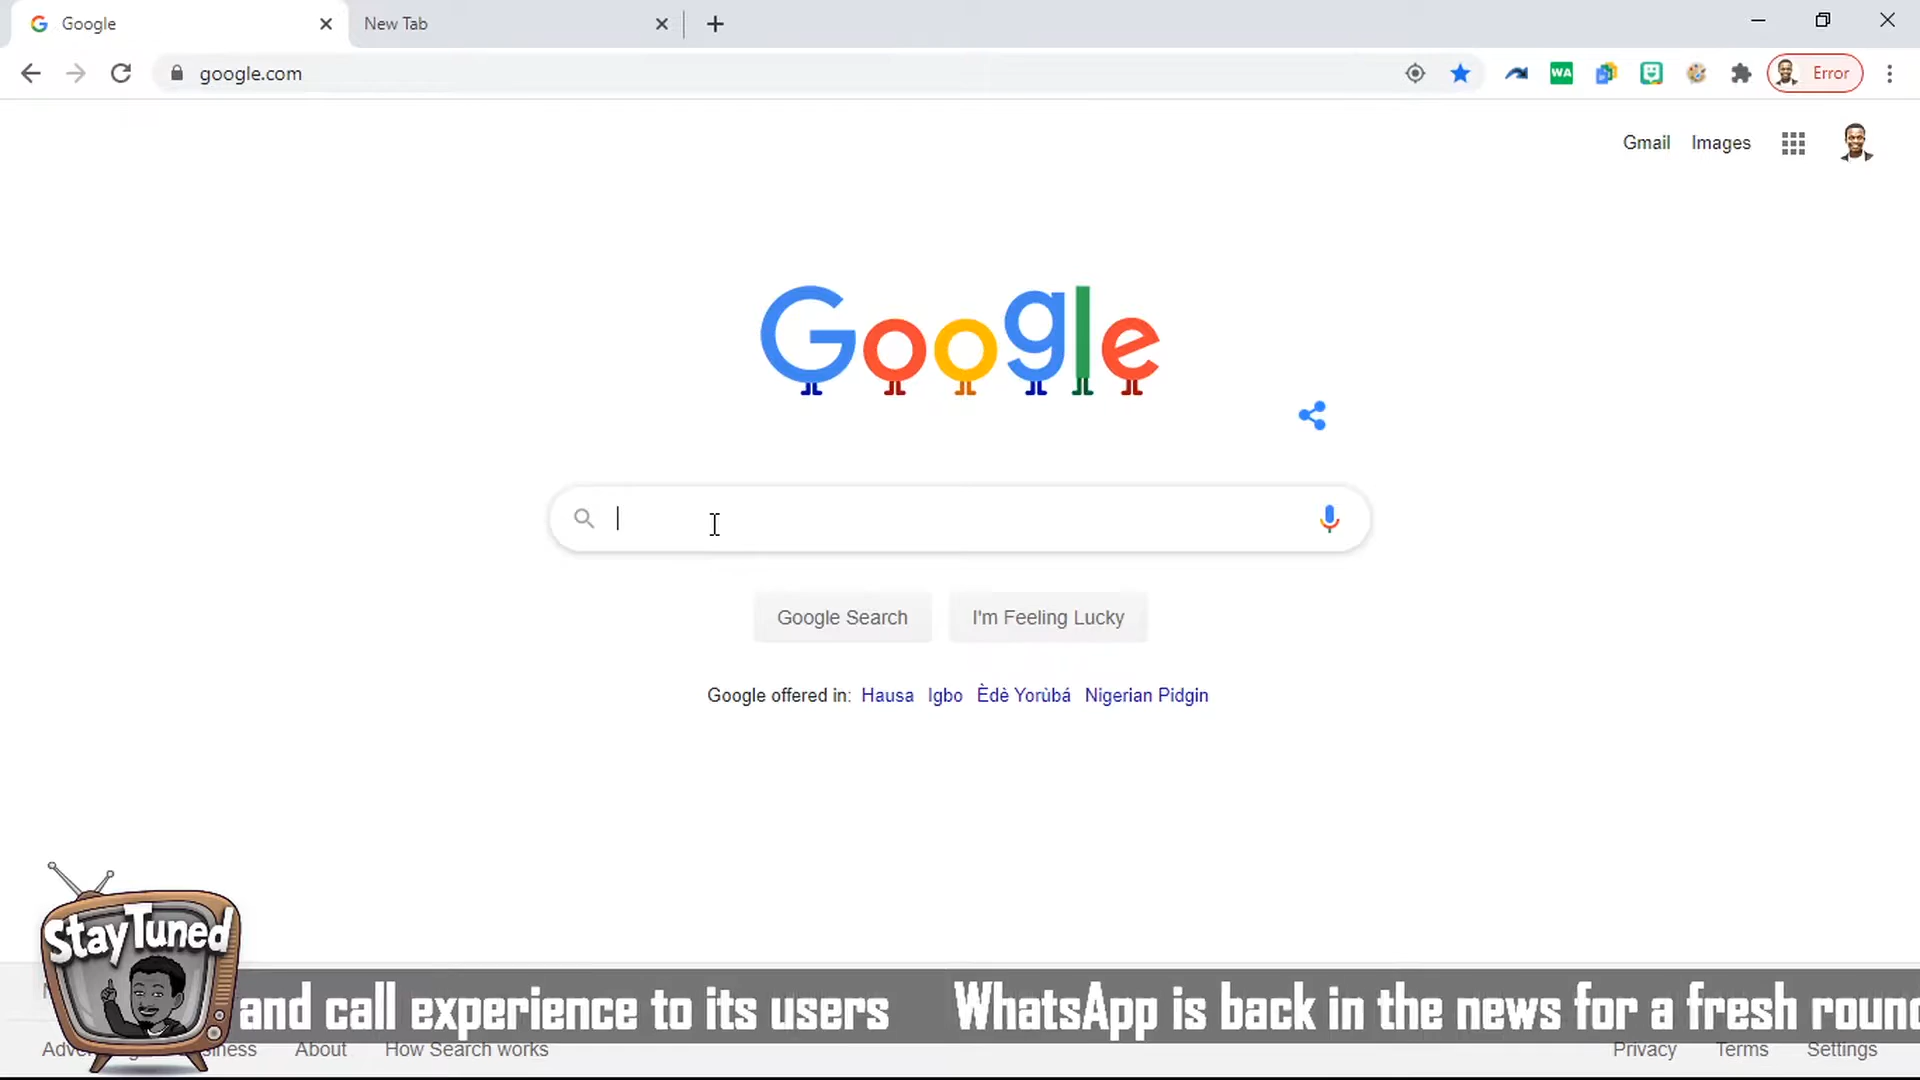 Google
New Tab
google.com
WA
Error
Gmail Images
Google
Google Search
I'm Feeling Lucky
Google offered in: Hausa Igbo Èdè Yorùbá Nigerian Pidgin
Stay Tuned
and call experience to its users WhatsApp is back in the news for a fresh
About How Search works
Privacy Terms Settings